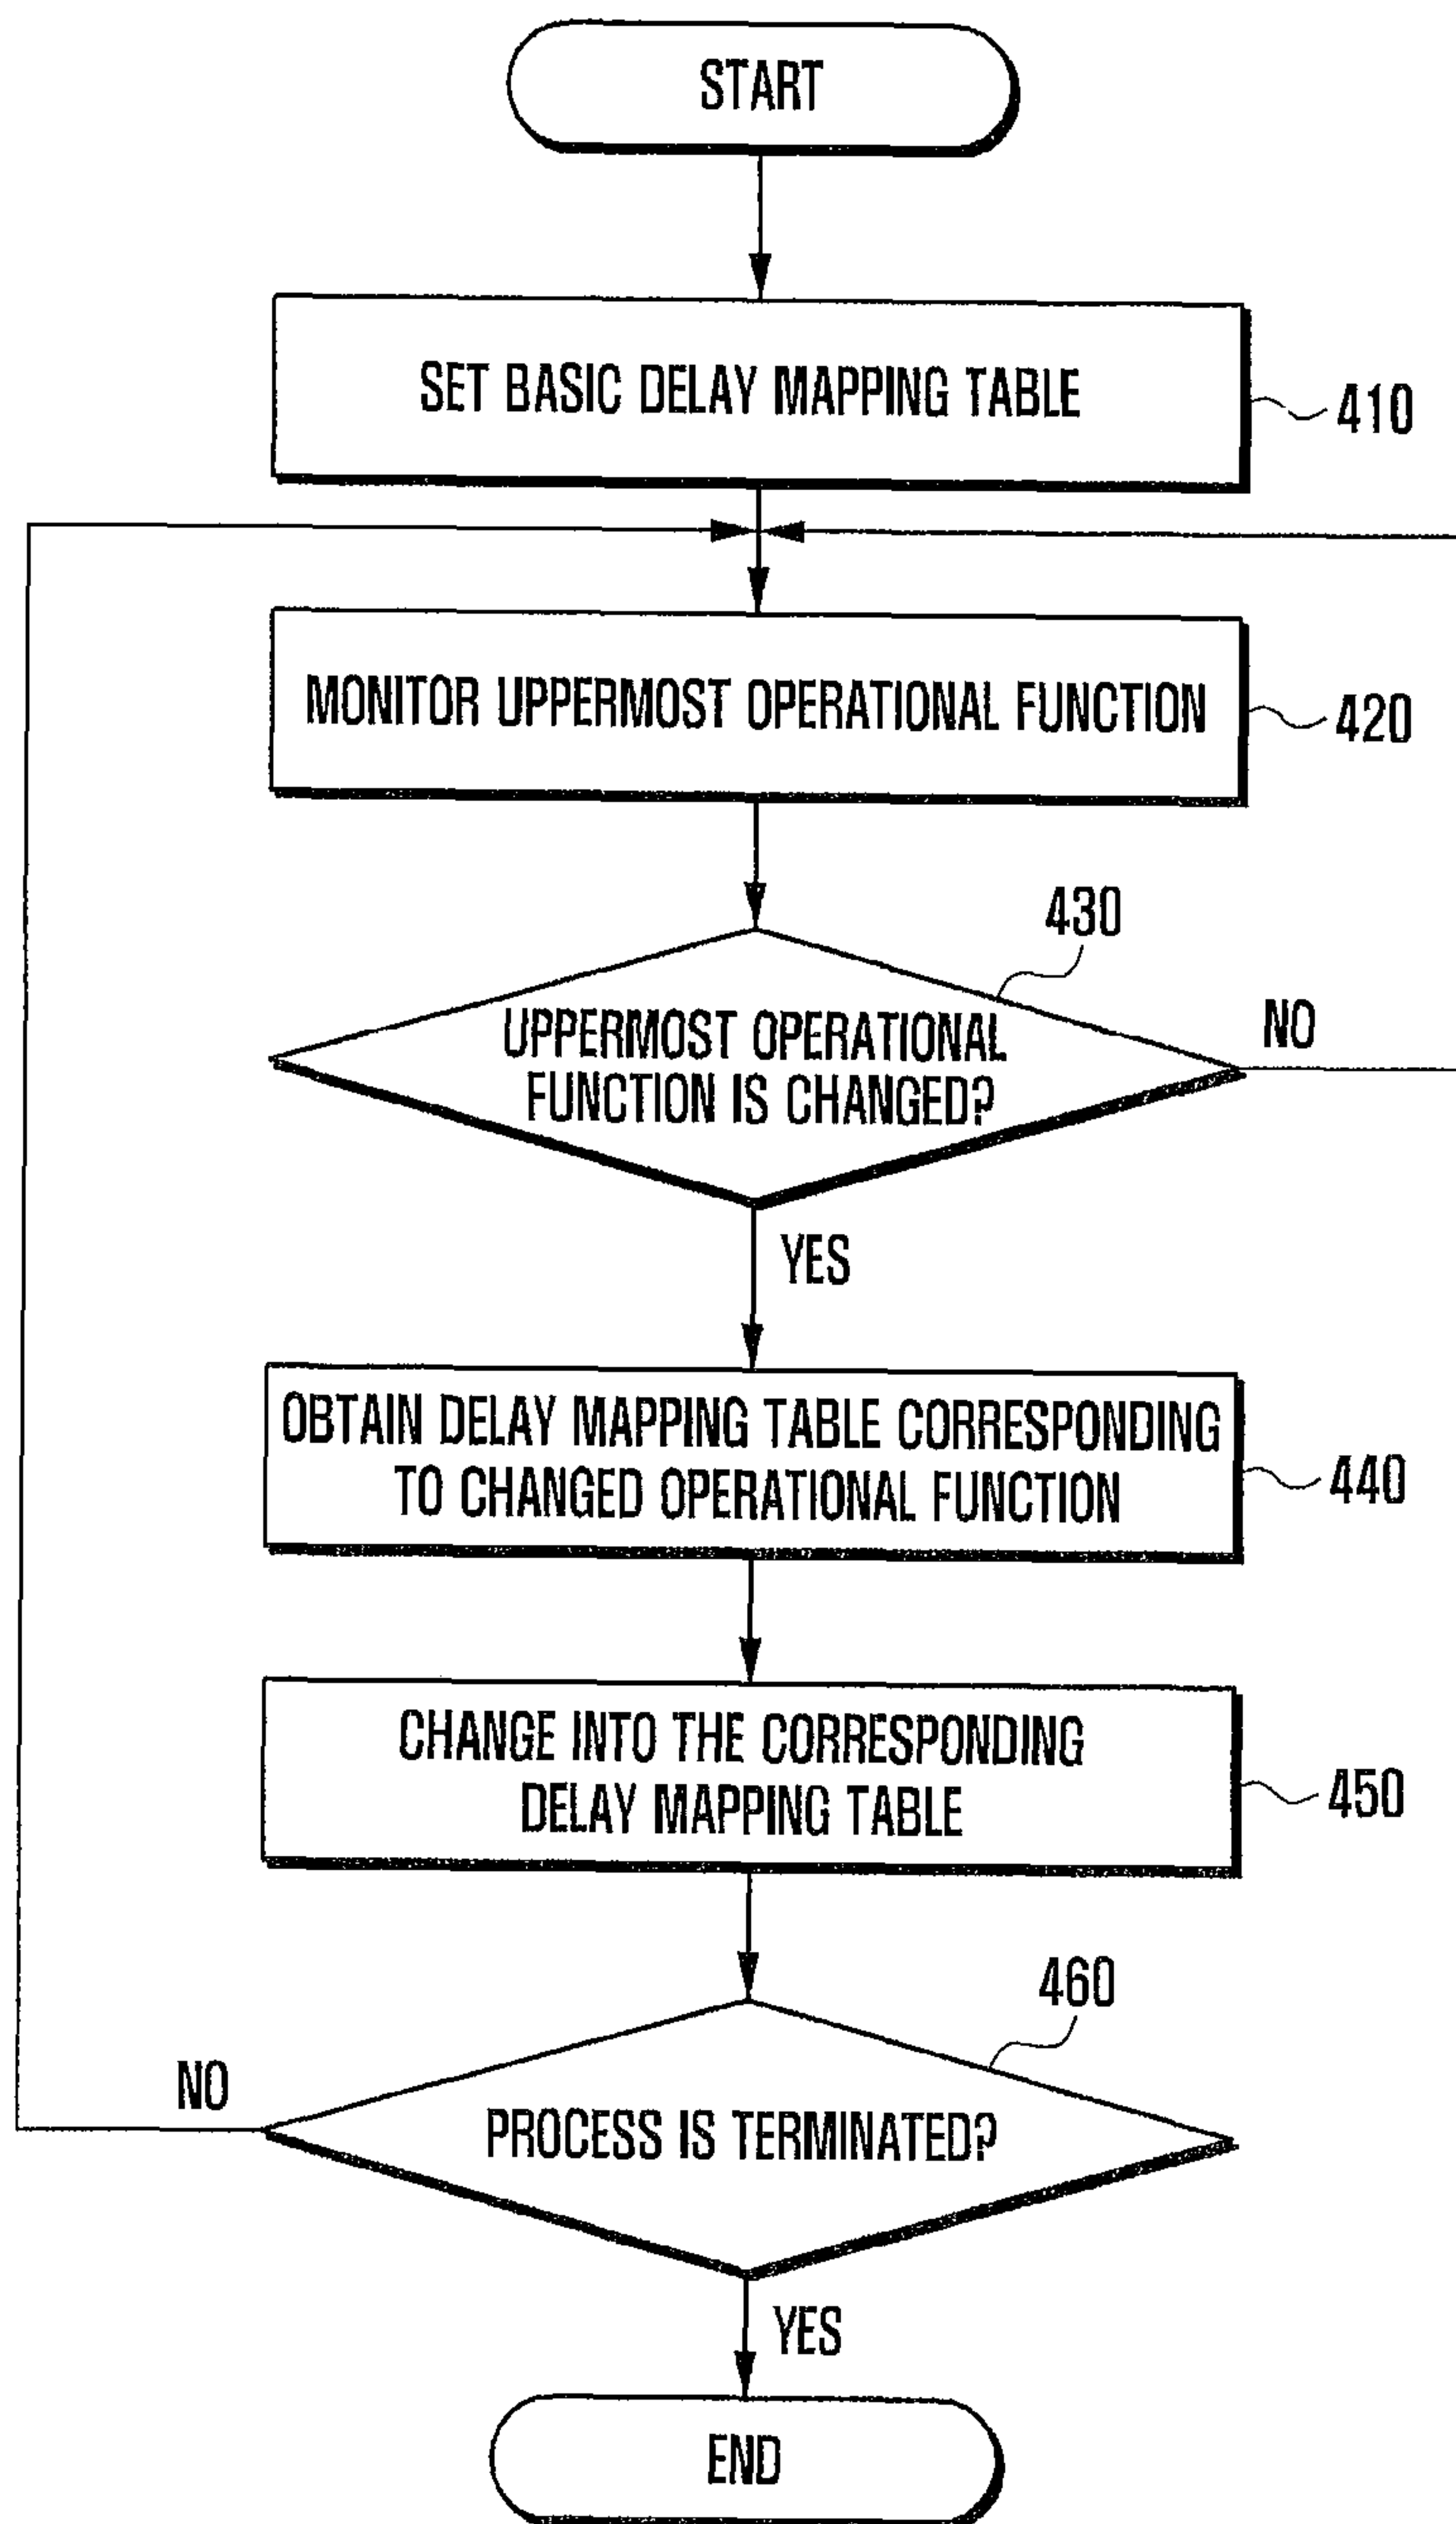 START
SET BASIC DELAY MAPPING TABLE
410
MONITOR UPPERMOST OPERATIONAL FUNCTION
420
430
UPPERMOST OPERATIONAL
FUNCTION IS CHANGED?
NO
YES
OBTAIN DELAY MAPPING TABLE CORRESPONDING
TO CHANGED OPERATIONAL FUNCTION
440
CHANGE INTO THE CORRESPONDING
DELAY MAPPING TABLE
450
460
NO
PROCESS IS TERMINATED?
YES
END